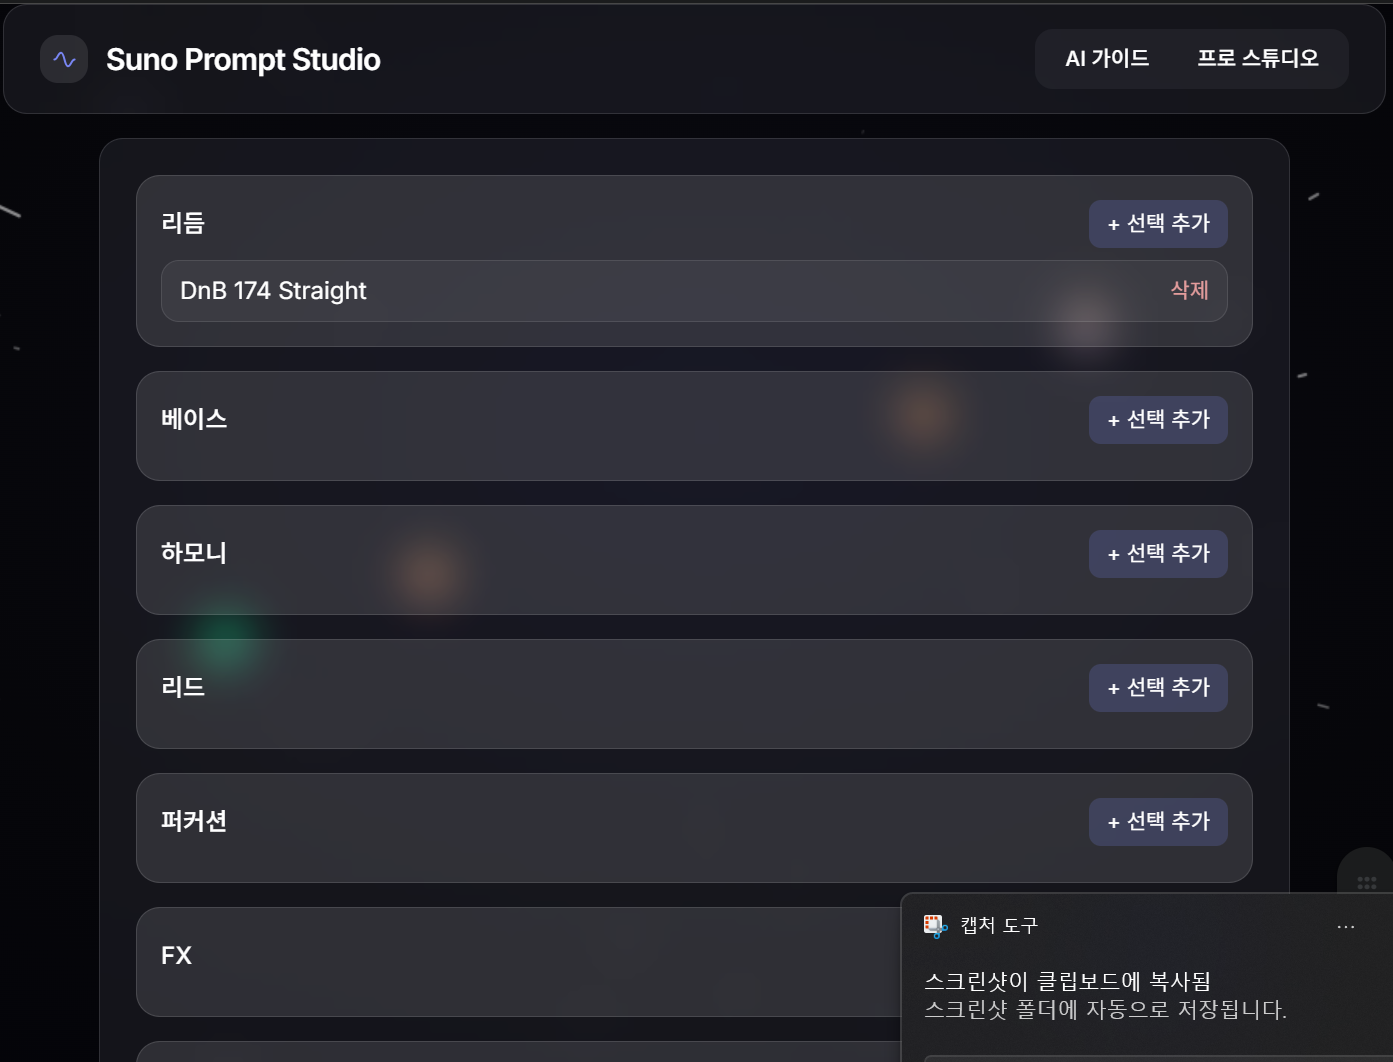 Suno Prompt Studio
AI 가이드
프로 스튜디오
리듬
+ 선택 추가
DnB 174 Straight
삭제
베이스
+ 선택 추가
하모니
+ 선택 추가
리드
+ 선택 추가
퍼커션
+ 선택 추가
FX
캡처 도구
...
스크린샷이 클립보드에 복사됨
스크린샷 폴더에 자동으로 저장됩니다.